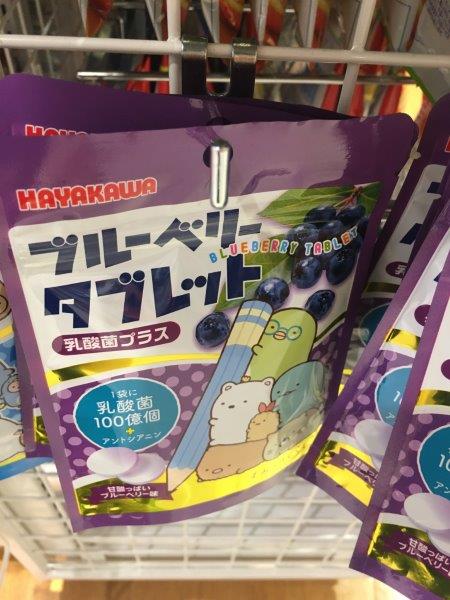 HAYAKAWA
ブルーベリー
BLUEBERRY TABLET
タブレット
乳酸菌プラス
1袋に
乳酸菌
100億個
+
アントシアニン
甘酸っぱい
ブルーベリー味